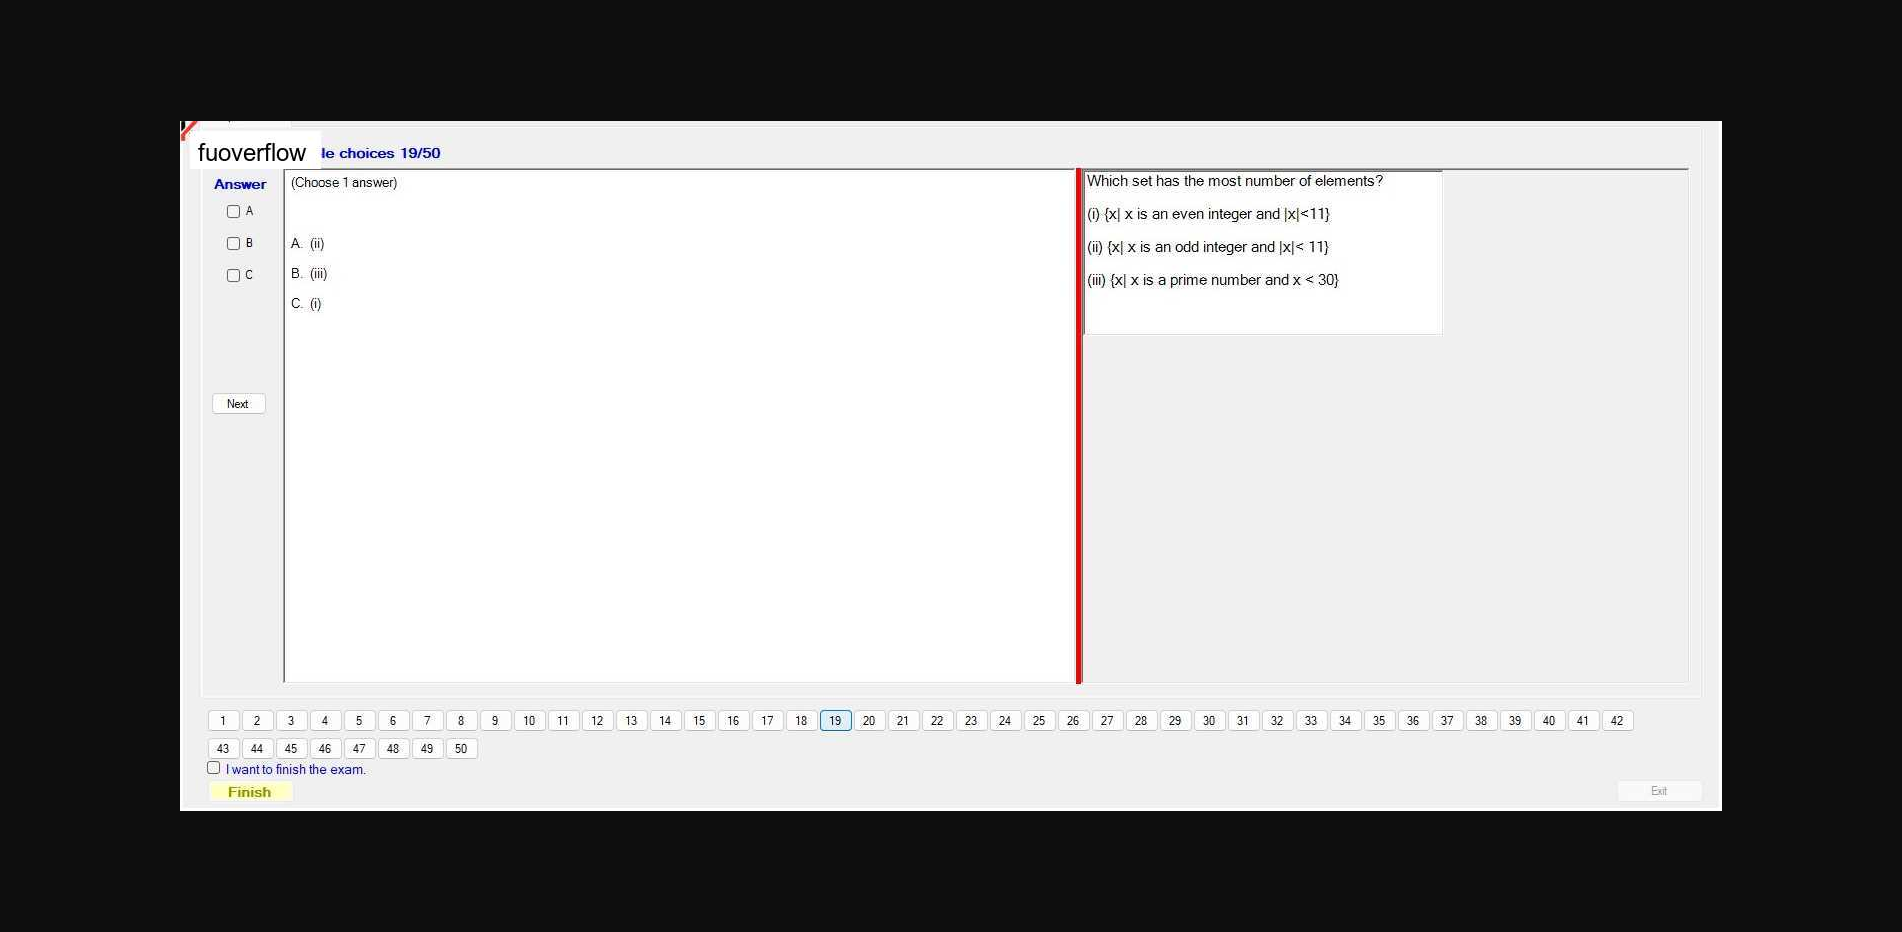 fuoverflow le choices 19/50
Answer
A
B
C
Next
(Choose 1 answer)
A. (ii)
B. (iii)
C. (i)
Which set has the most number of elements?
(i) {x| x is an even integer and |x|<11}
(ii) {x| x is an odd integer and |x|< 11}
(iii) {x| x is a prime number and x < 30}
1 2 3 4 5 6 7 8 9 10 11 12 13 14 15 16 17 18 19 20 21 22 23 24 25 26 27 28 29 30 31 32 33 34 35 36 37 38 39 40 41 42
43 44 45 46 47 48 49 50
I want to finish the exam.
Finish
Exit